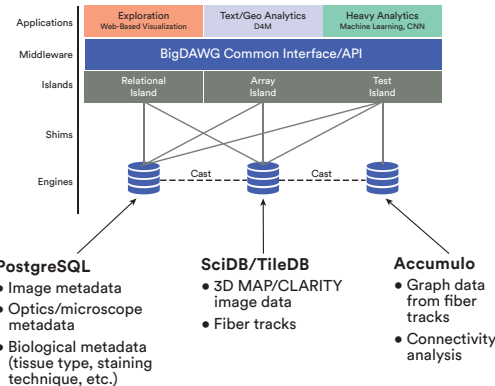 Applications
Exploration
Web-Based Visualization
Text/Geo Analytics
D4M
Heavy Analytics
Machine Learning, CNN
Middleware
BigDAWG Common Interface/API
Islands
Relational
Island
Array
Island
Test
Island
Shims
Engines
Cast
Cast
PostgreSQL
• Image metadata
• Optics/microscope
metadata
• Biological metadata
(tissue type, staining
technique, etc.)
SciDB/TileDB
• 3D MAP/CLARITY
image data
• Fiber tracks
Accumulo
• Graph data
from fiber
tracks
• Connectivity
analysis